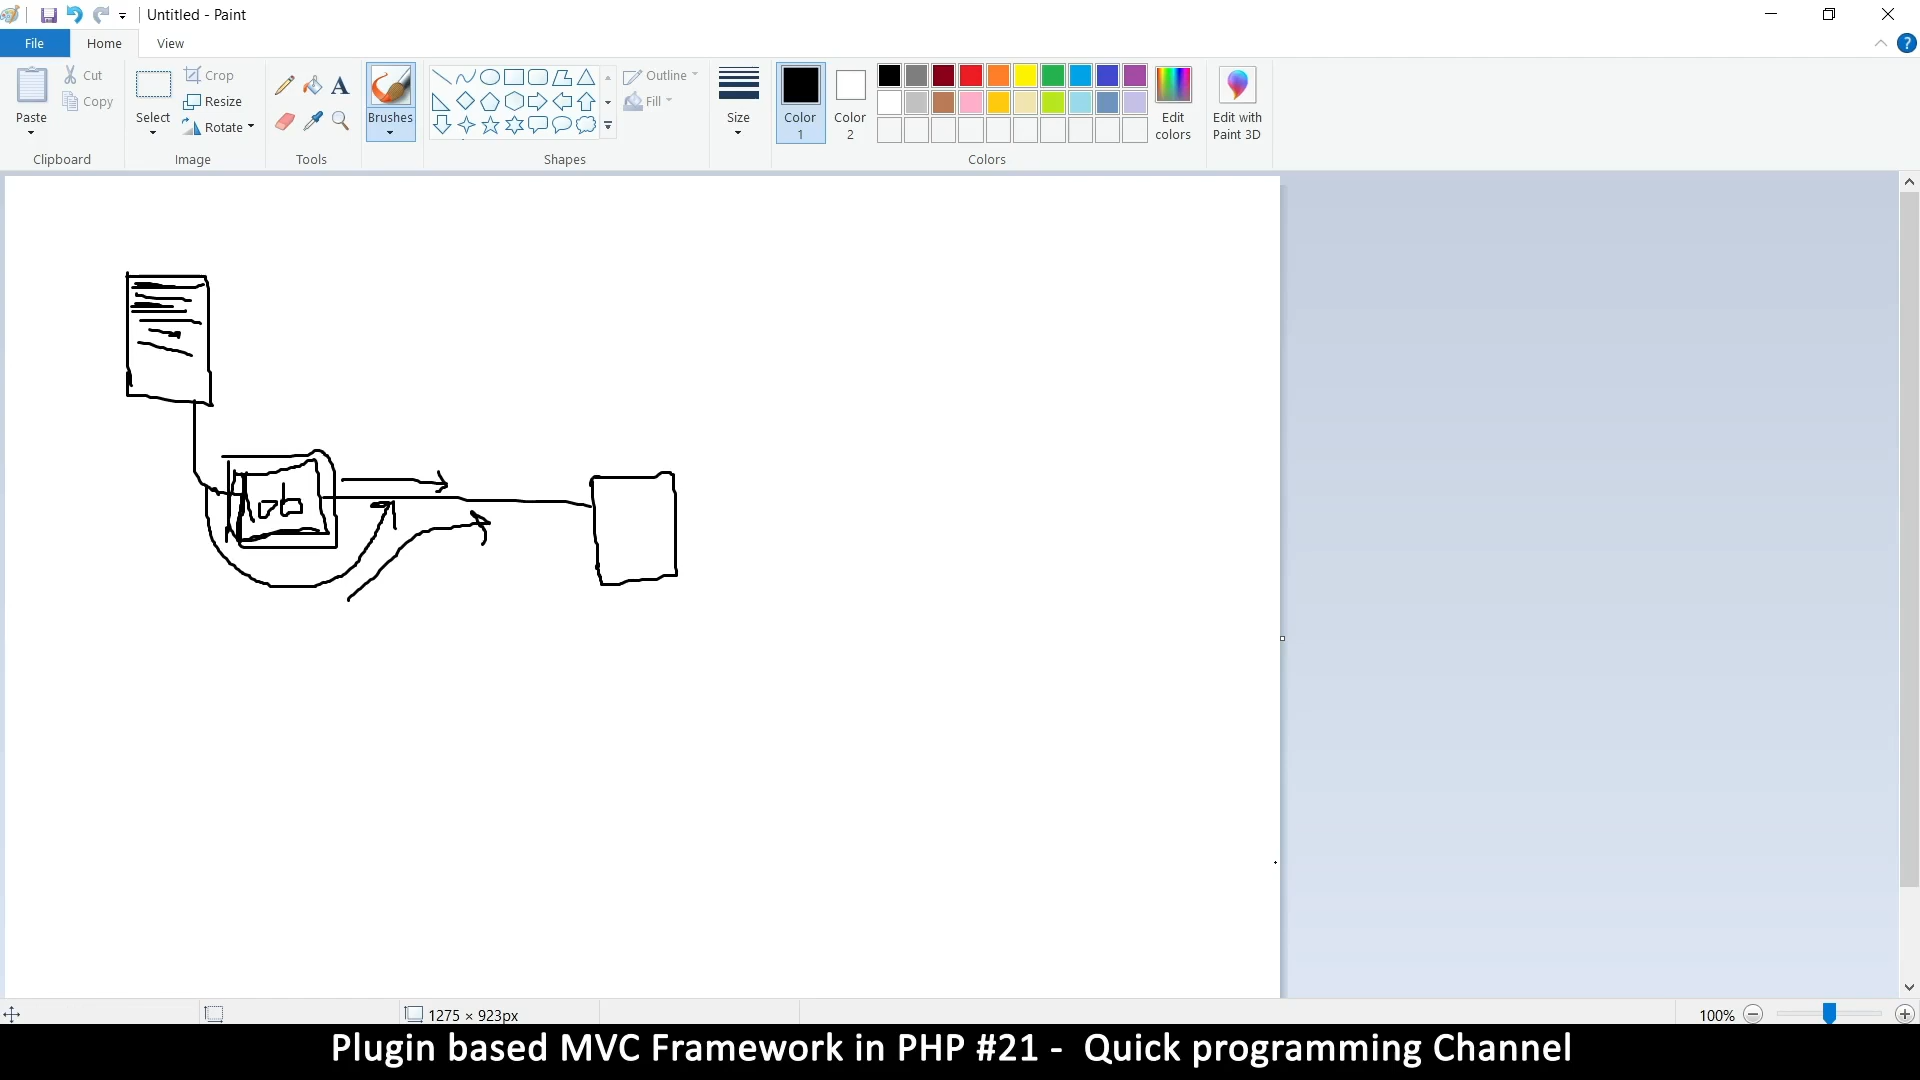 Untitled - Paint
File Home View
Paste
Cut
Copy
Clipboard
Select
Crop
Resize
Rotate
Image
Tools
Brushes
Shapes
Outline
Fill
Size
Color 1
Color 2
Colors
Edit colors
Edit with Paint 3D
ob
1275 × 923px
100%
Plugin based MVC Framework in PHP #21 - Quick programming Channel